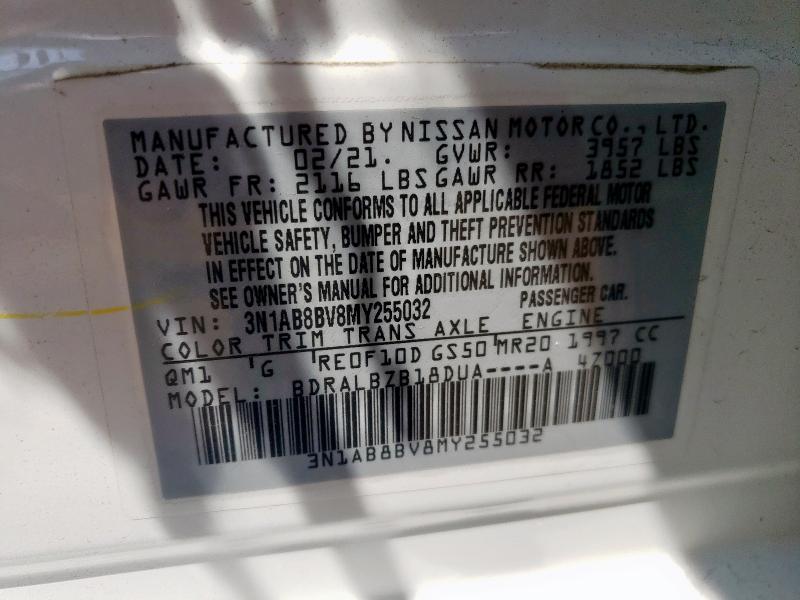 MANUFACTURED BY NISSAN MOTOR CO., LTD.
DATE: 02/21. GVWR: 3957 LBS
GAWR FR: 2116 LBS GAWR RR: 1852 LBS
THIS VEHICLE CONFORMS TO ALL APPLICABLE FEDERAL MOTOR
VEHICLE SAFETY, BUMPER AND THEFT PREVENTION STANDARDS
IN EFFECT ON THE DATE OF MANUFACTURE SHOWN ABOVE.
SEE OWNER'S MANUAL FOR ADDITIONAL INFORMATION.
PASSENGER CAR.
VIN: 3N1AB8BV8MY255032
COLOR TRIM TRANS AXLE ENGINE
QM1 G RE0F10D GS50 MR20 1997 CC
MODEL: BDRALBZB18DUA----A 47000
3N1AB8BV8MY255032